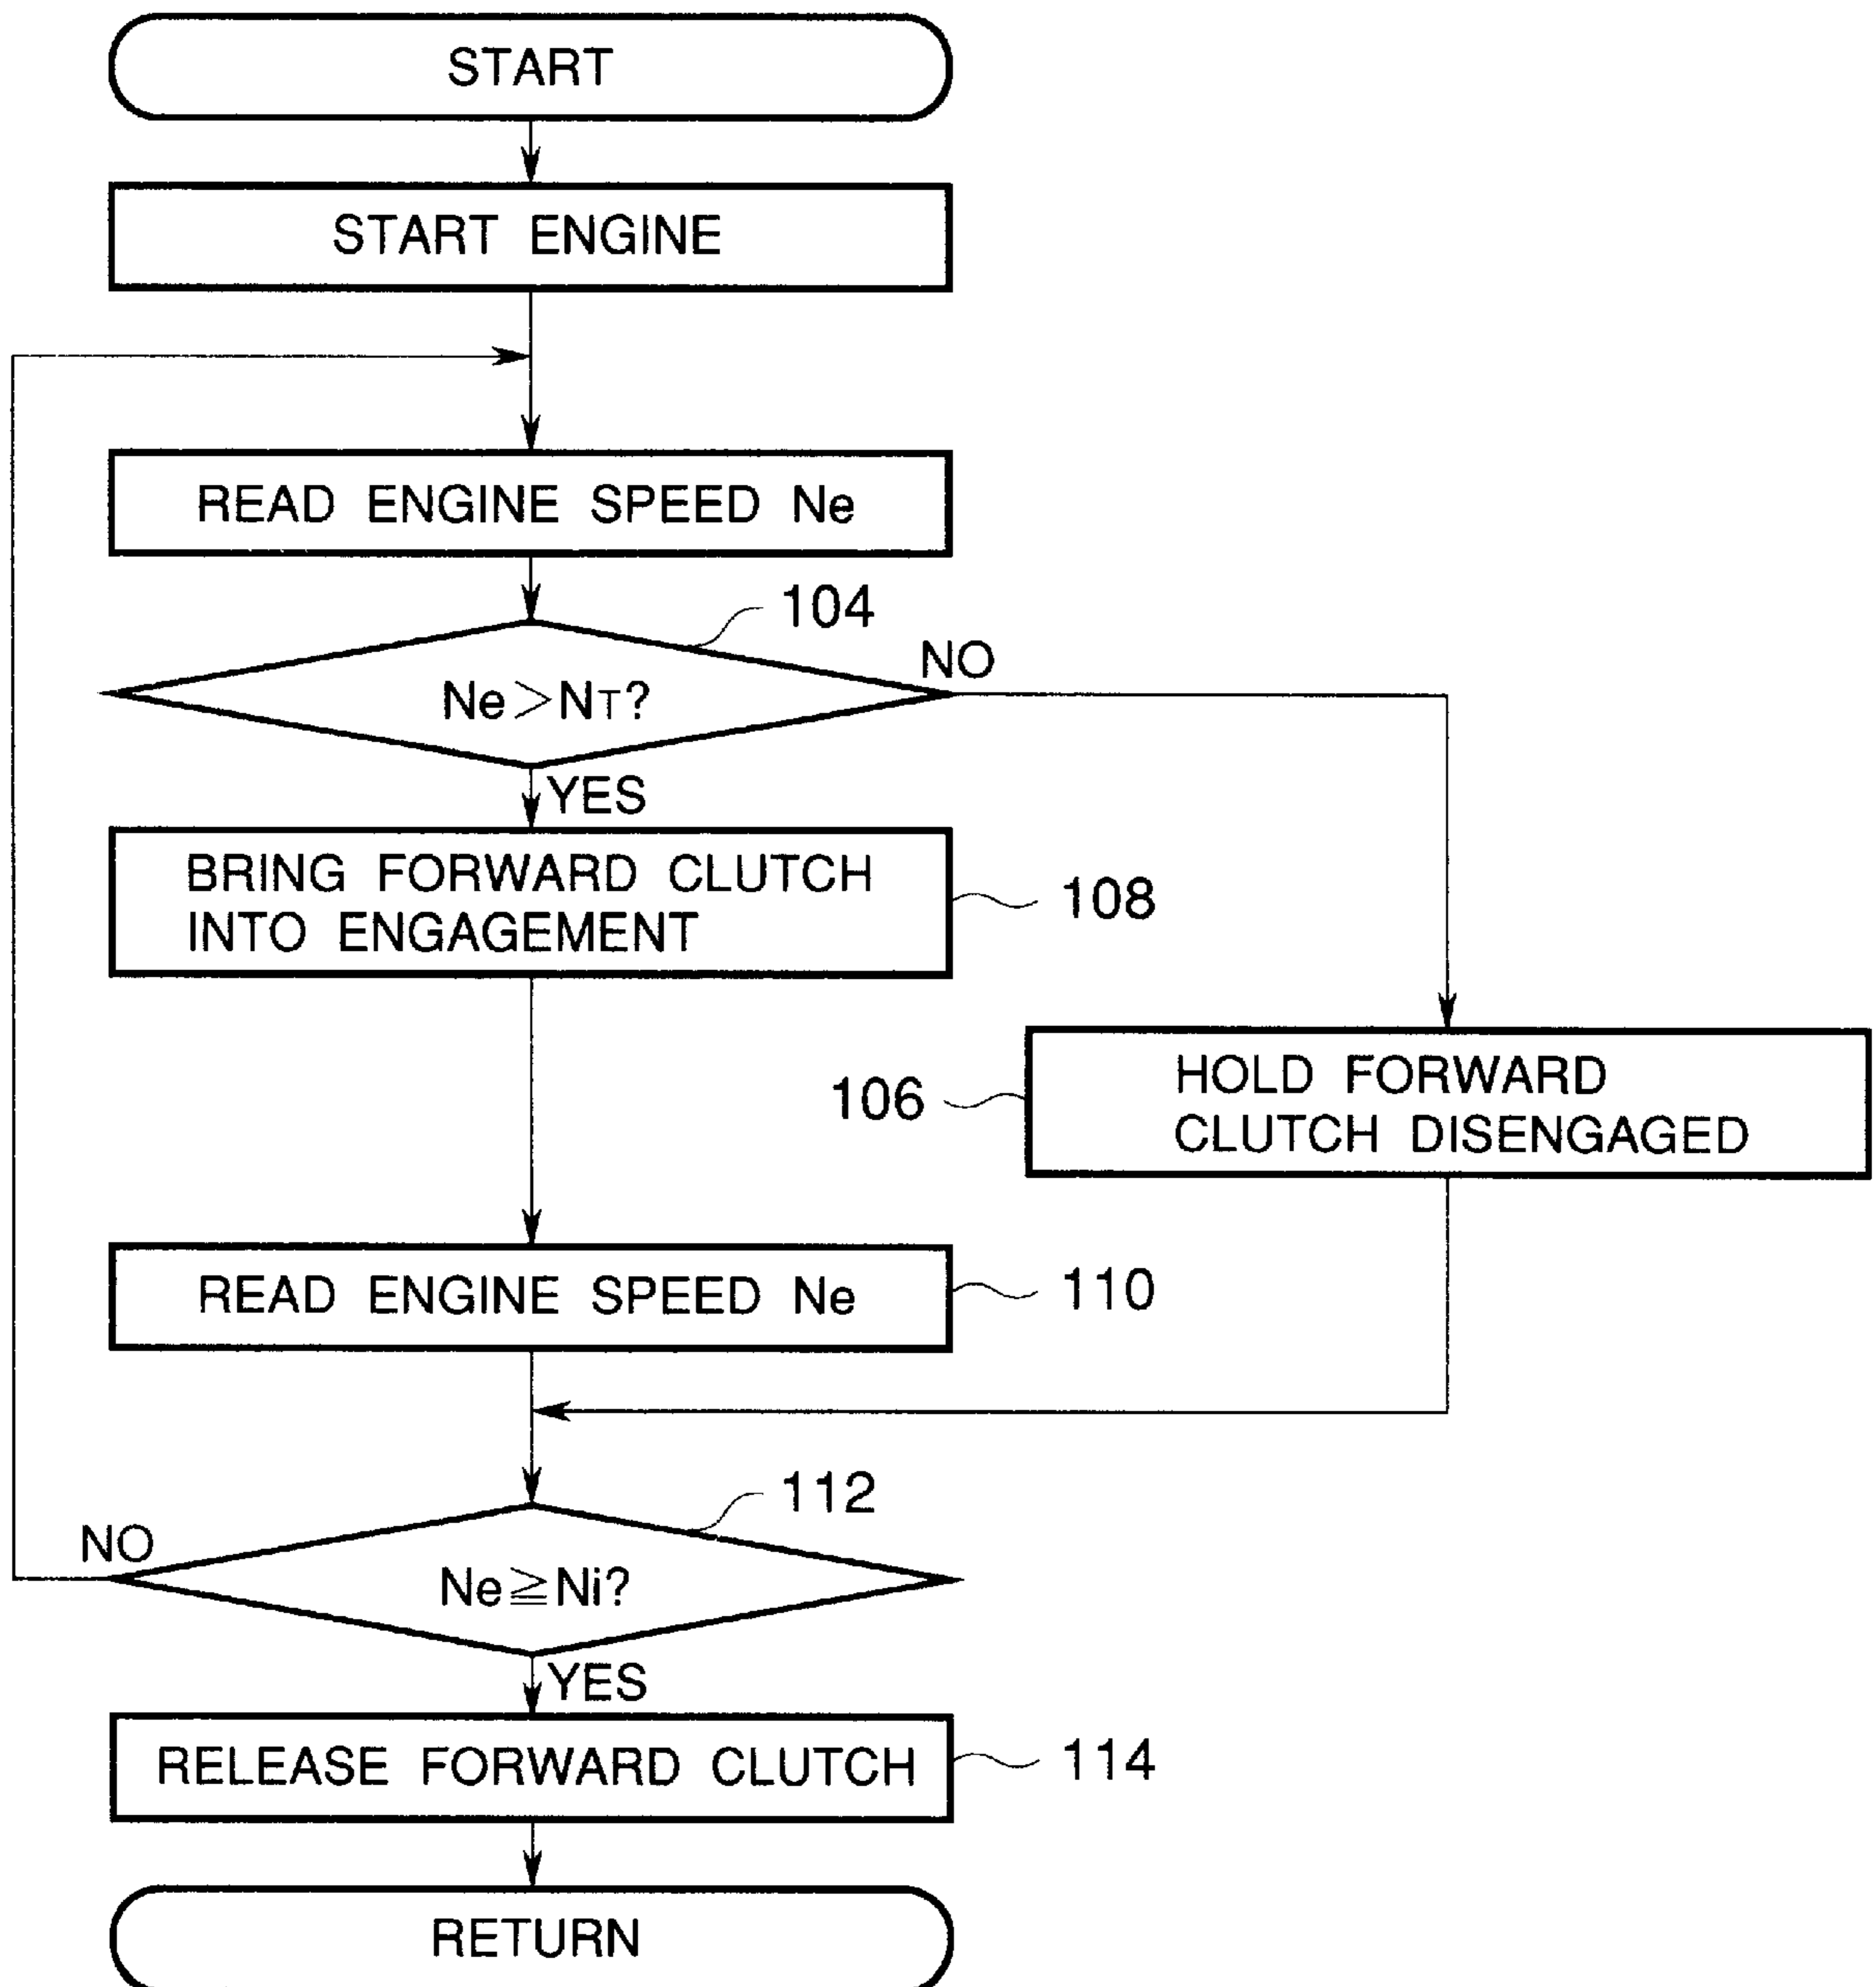 START
START ENGINE
READ ENGINE SPEED Ne
104
NO
Ne>NT?
YES
BRING FORWARD CLUTCH
INTO ENGAGEMENT
108
HOLD FORWARD
CLUTCH DISENGAGED
106
READ ENGINE SPEED Ne
110
112
NO
Ne≧Ni?
YES
RELEASE FORWARD CLUTCH
114
RETURN